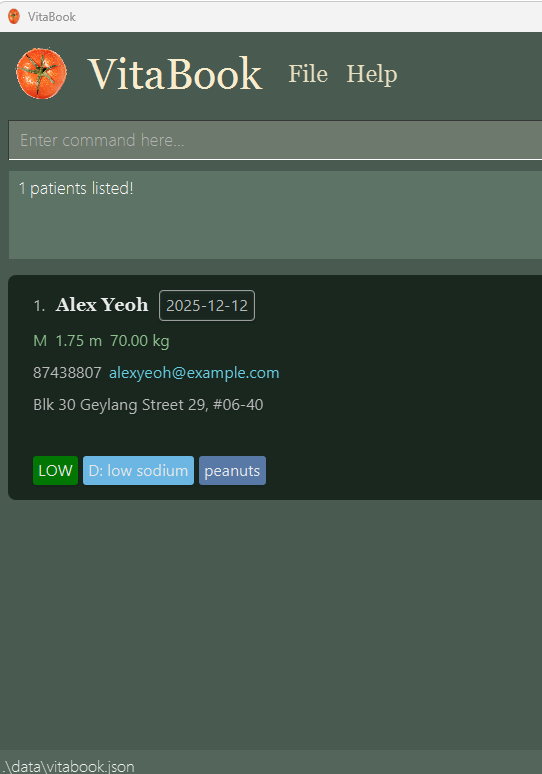 VitaBook
VitaBook File Help
Enter command here...
1 patients listed!
1. Alex Yeoh 2025-12-12
M 1.75 m 70.00 kg
87438807 alexyeoh@example.com
Blk 30 Geylang Street 29, #06-40
LOW D: low sodium peanuts
.\data\vitabook.json